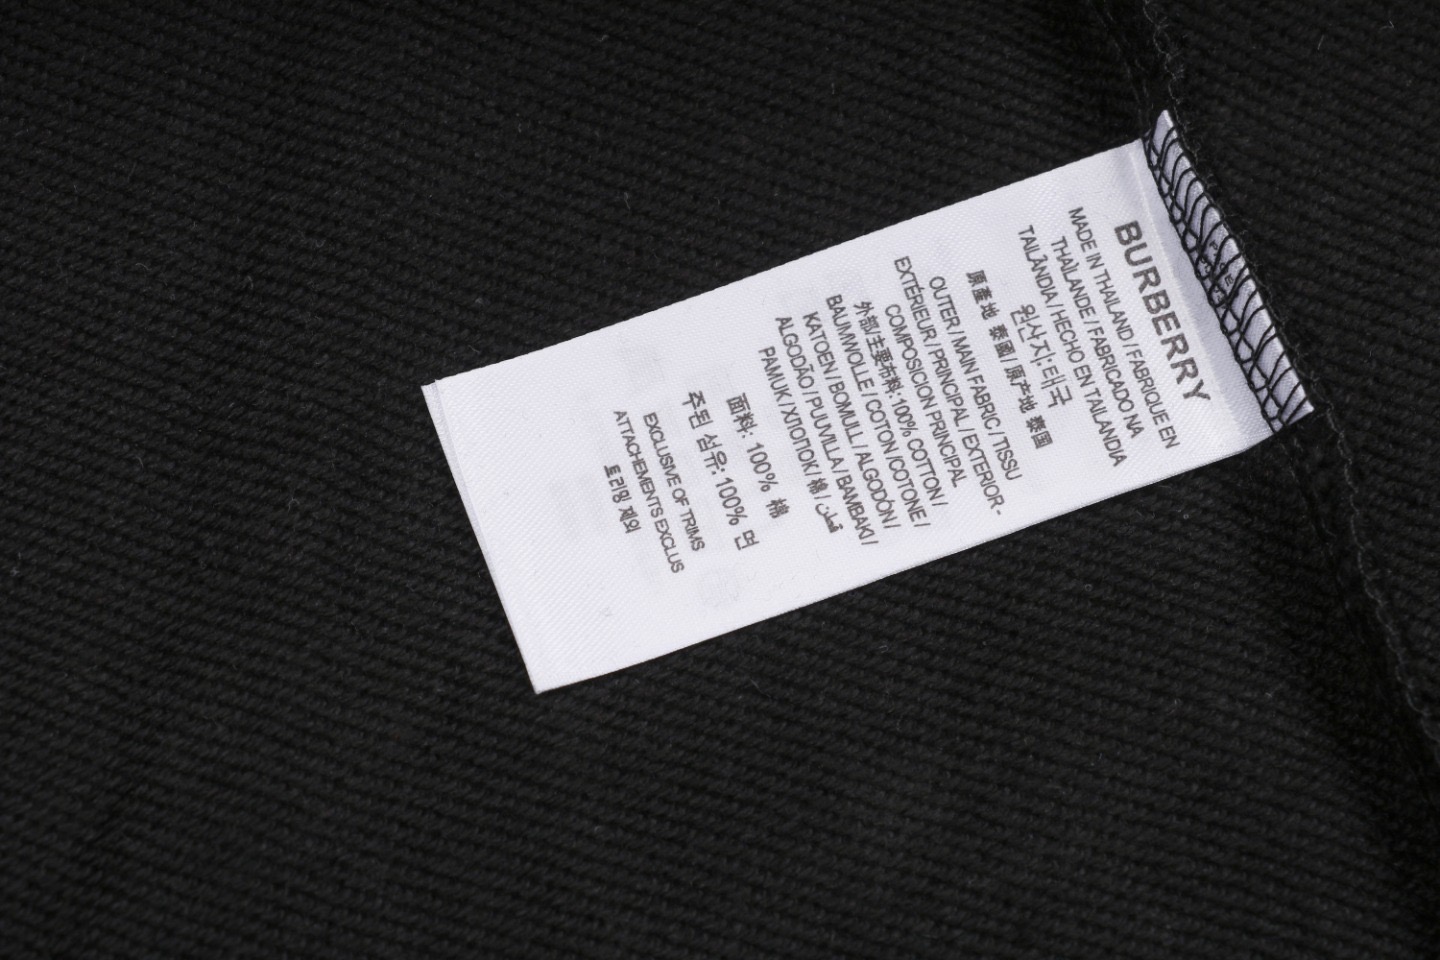 BURBERRY
MADE IN THAILAND / FABRIQUE EN
THAÏLANDE / FABRICADO NA
TAILÂNDIA / HECHO EN TAILANDIA
원산지: 태국
原產地 泰國 / 原产地 泰国
OUTER / MAIN FABRIC / TISSU
EXTÉRIEUR / PRINCIPAL / EXTERIOR-
COMPOSICION PRINCIPAL
外部/主要布料:100% COTTON /
BAUMWOLLE / COTON /COTONE /
KATOEN / BOMULL / ALGODÓN /
ALGODÃO / PUUVILLA / BAMBAKI /
PAMUK / ХЛОПОК / 棉 / قطن
面料: 100% 棉
주된 섬유: 100% 면
EXCLUSIVE OF TRIMS
ATTACHEMENTS EXCLUS
트리밍 제외